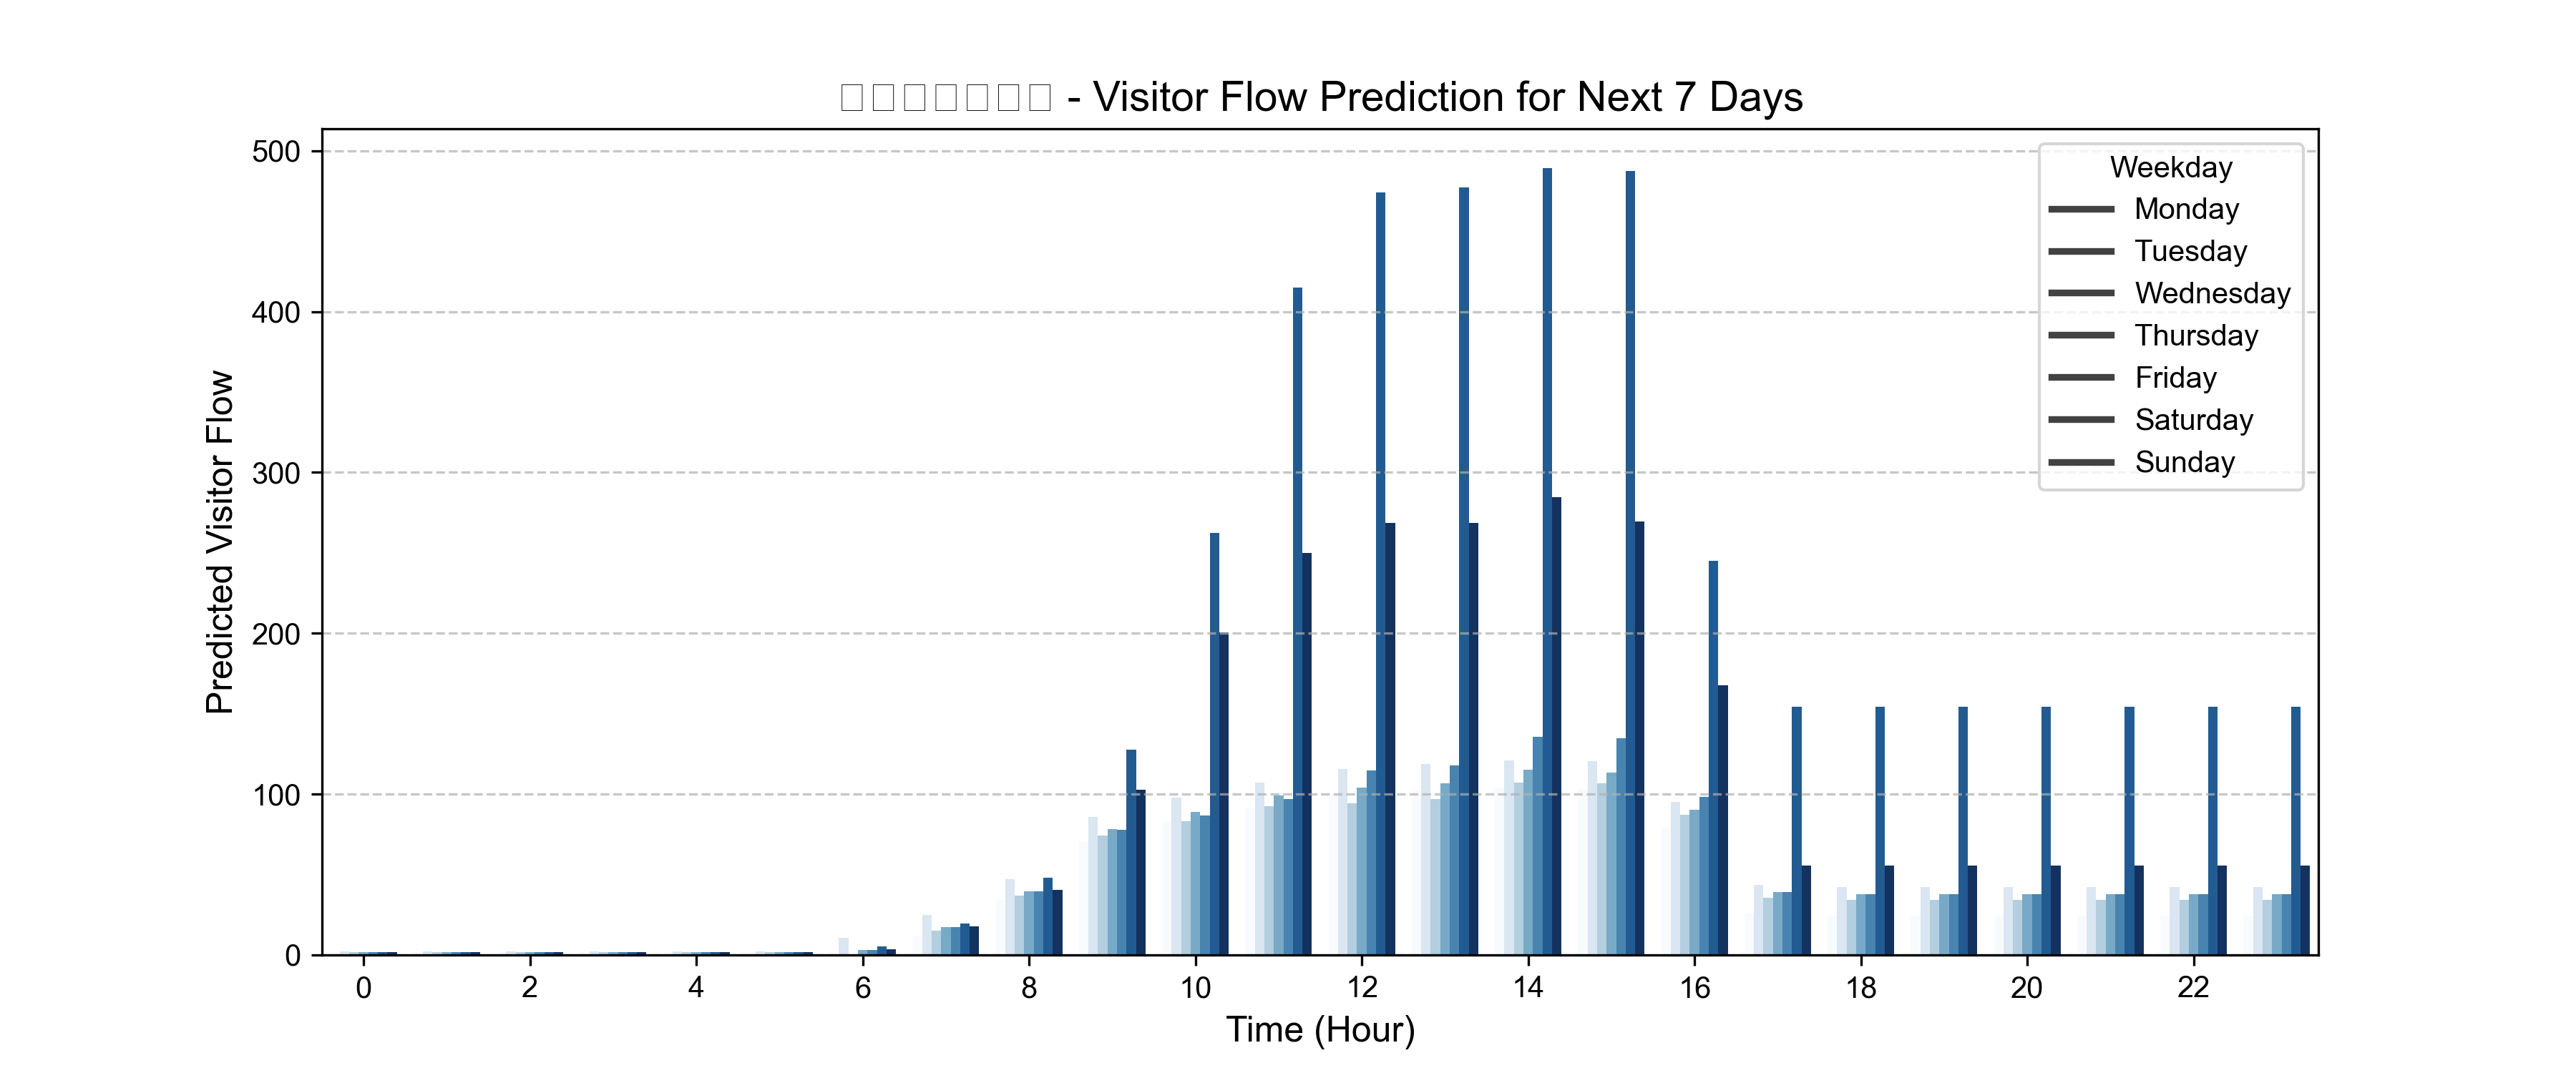 - Visitor Flow Prediction for Next 7 Days
500
400
300
200
100
0
Predicted Visitor Flow
Weekday
Monday
Tuesday
Wednesday
Thursday
Friday
Saturday
Sunday
0 2 4 6 8 10 12 14 16 18 20 22
Time (Hour)